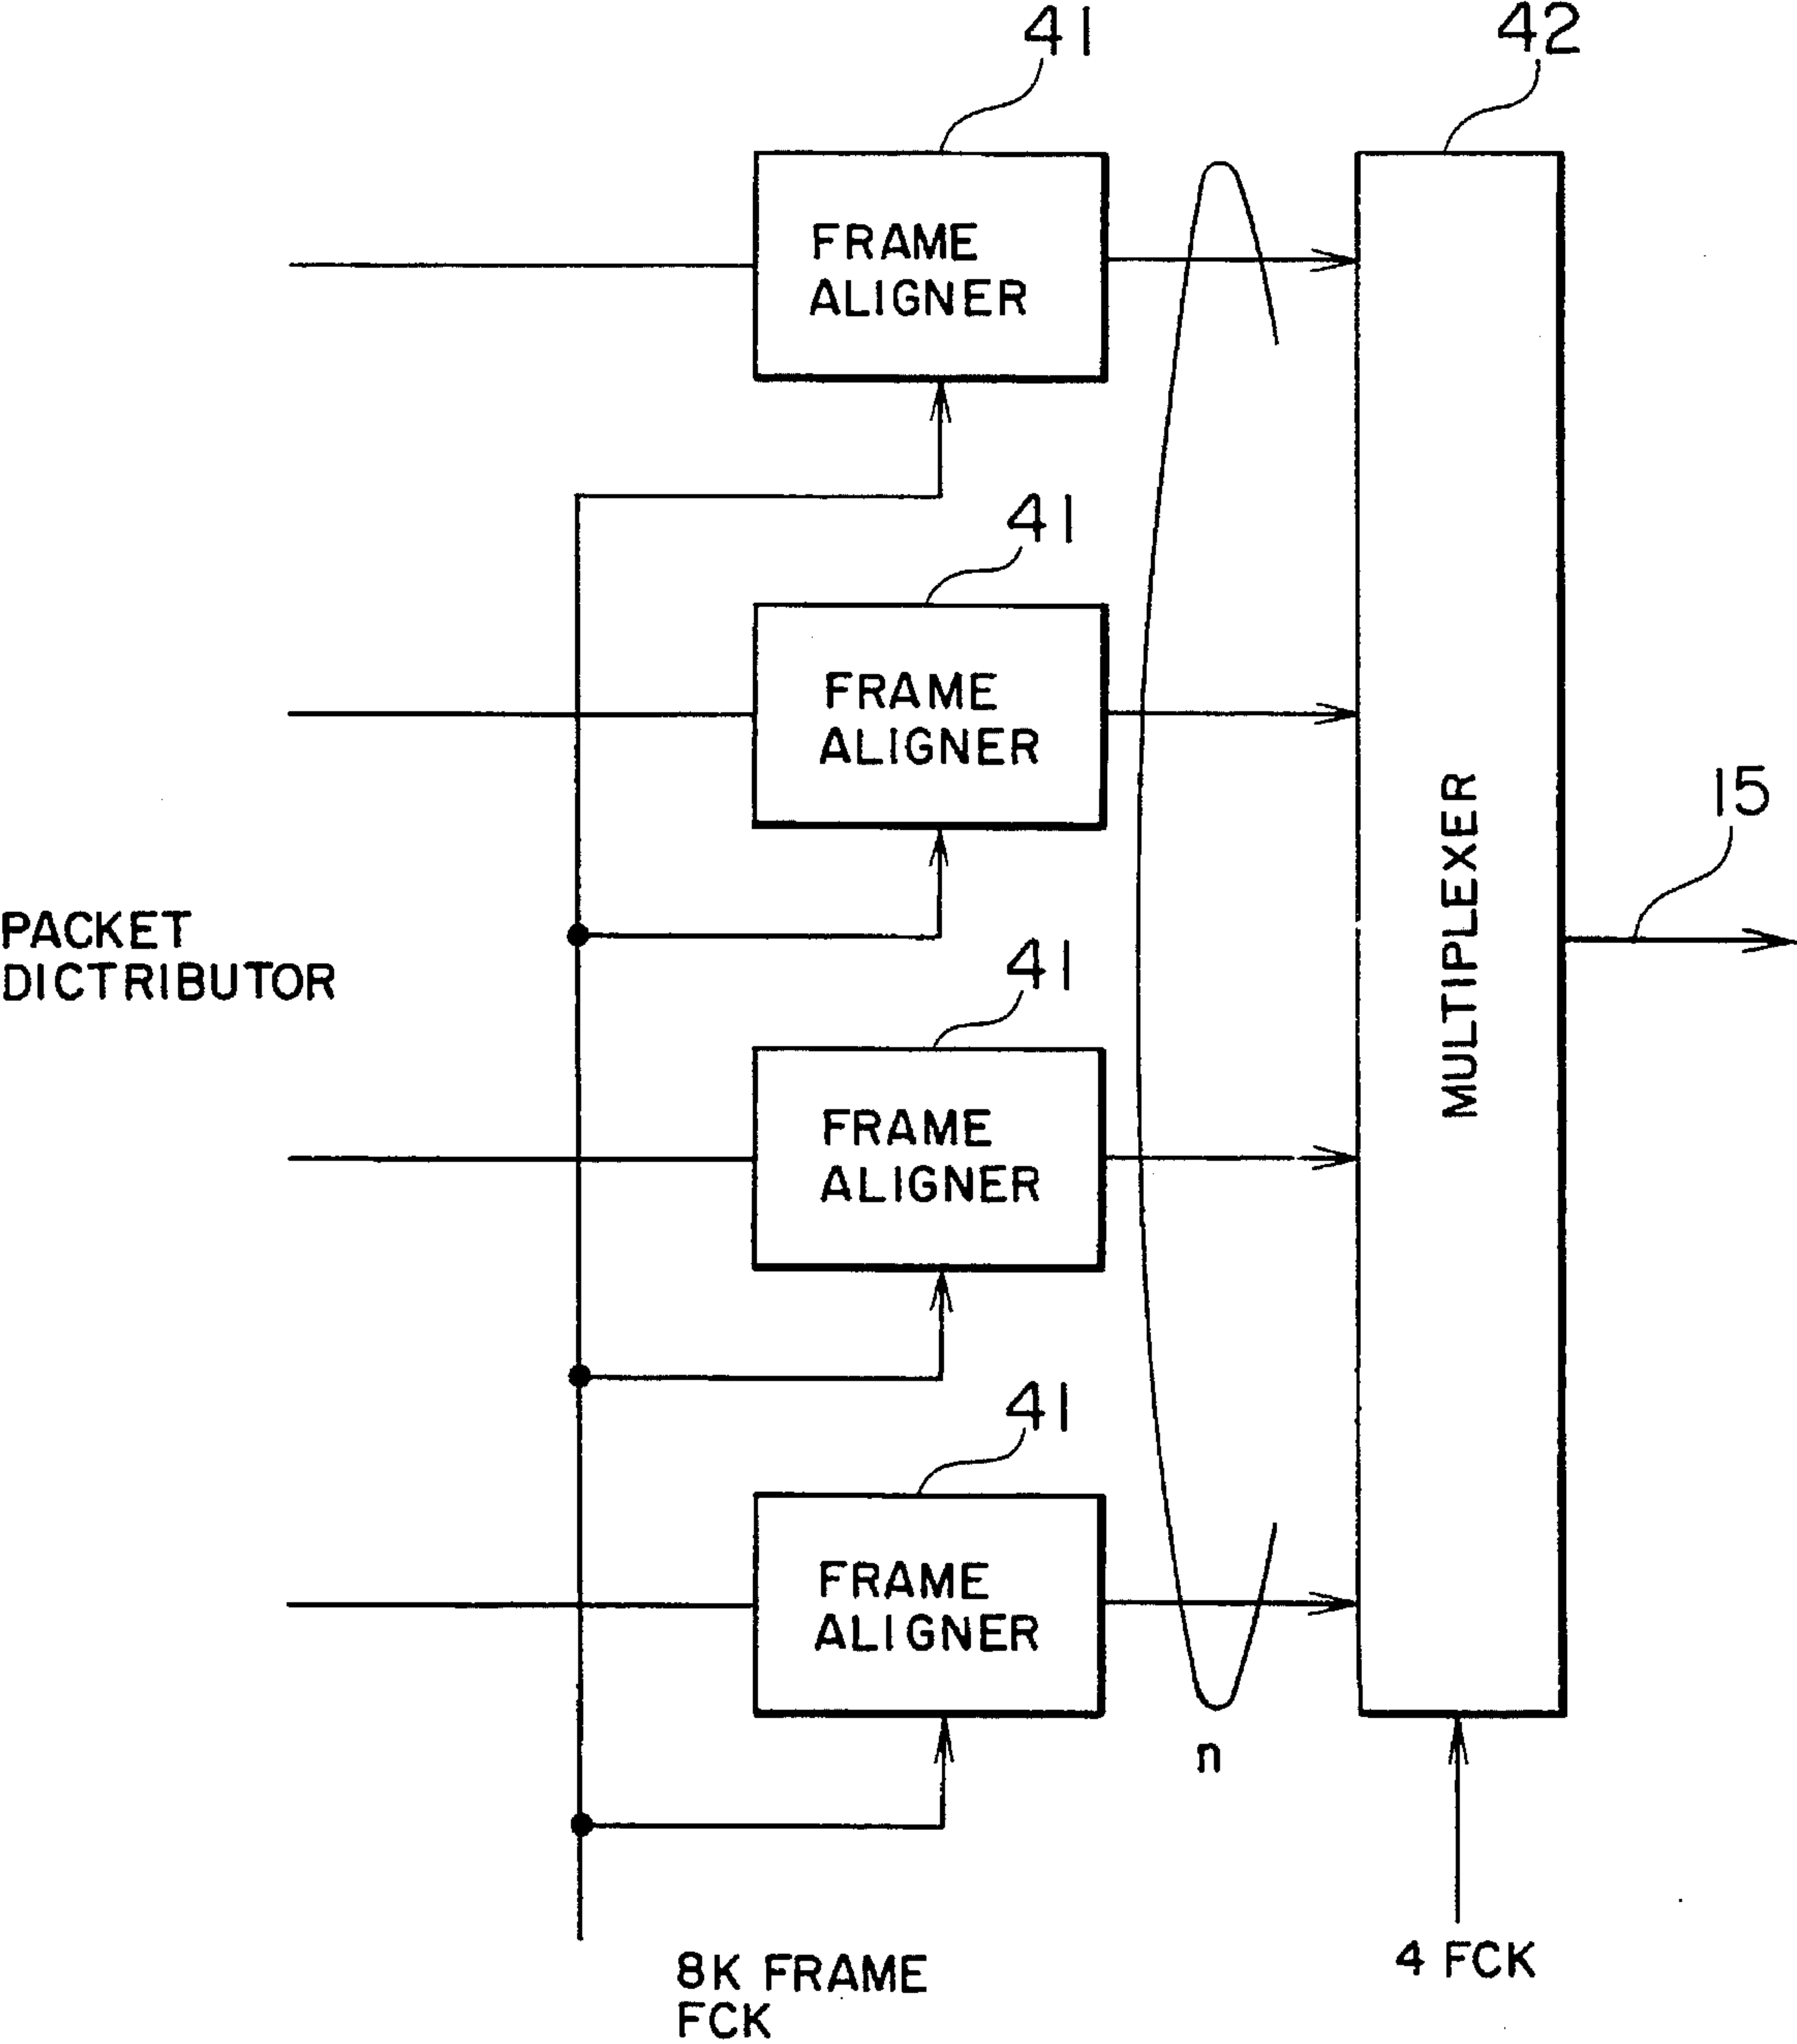 41
42
FRAME
ALIGNER
41
FRAME
ALIGNER
15
PACKET
DICTRIBUTOR
MULTIPLEXER
41
FRAME
ALIGNER
41
FRAME
ALIGNER
n
8K FRAME
FCK
4 FCK